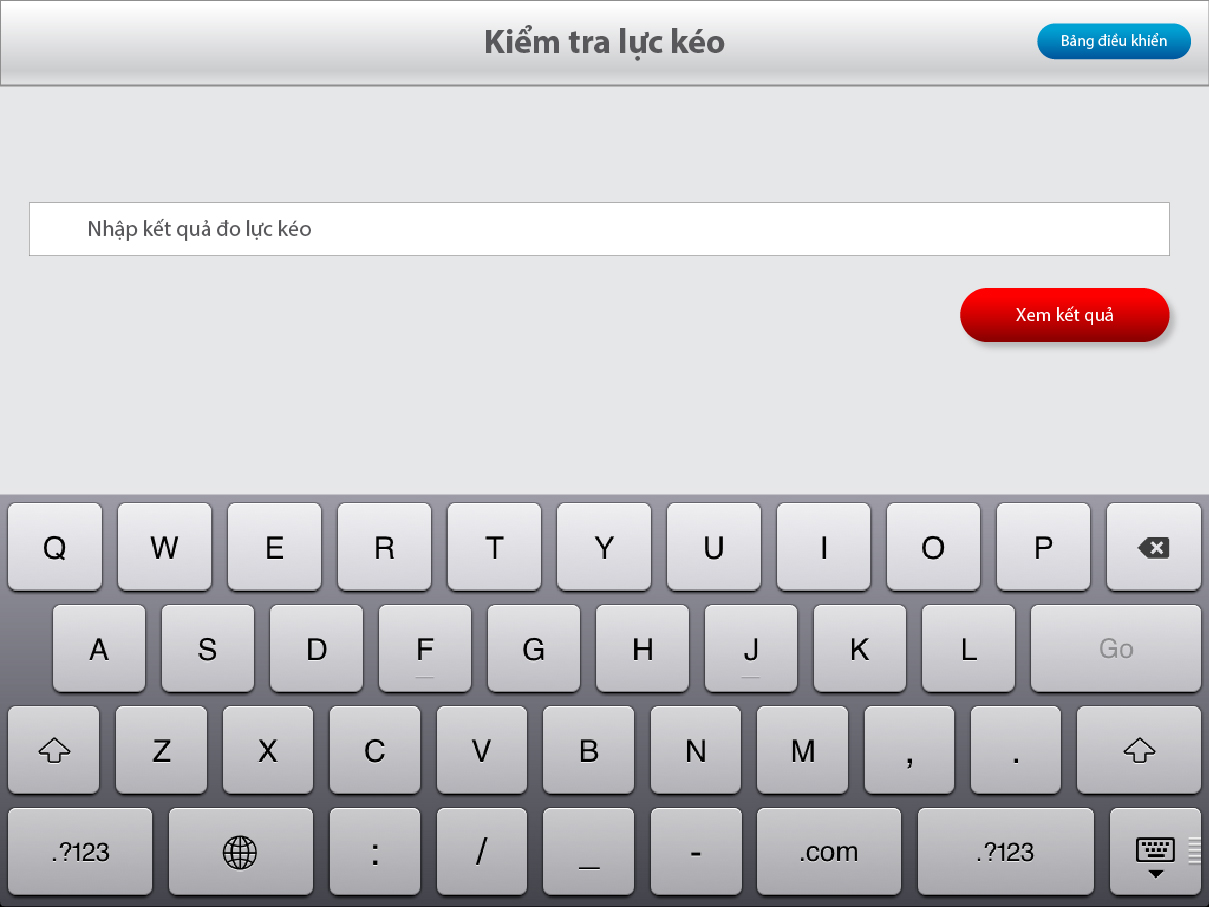 Kiểm tra lực kéo
Bảng điều khiển
Nhập kết quả đo lực kéo
Xem kết quả
Q W E R T Y U I O P
A S D F G H J K L Go
Z X C V B N M , .
.?123 : / _ - .com .?123